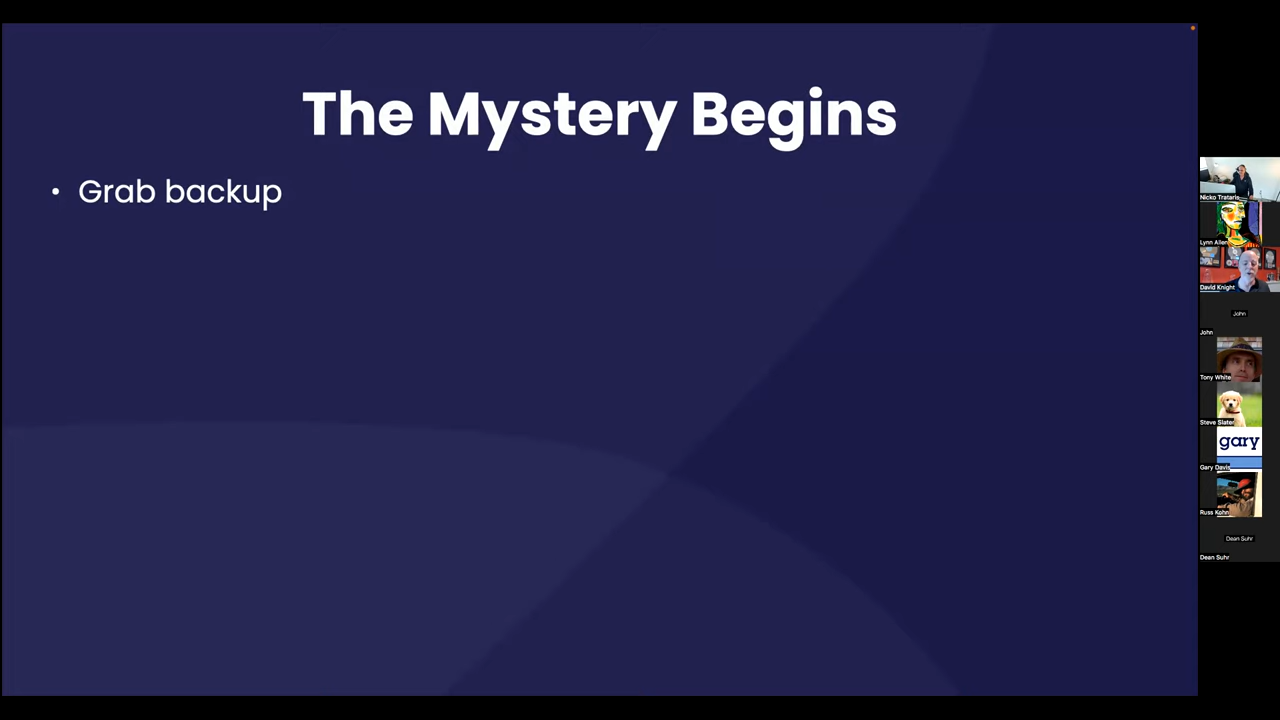 The Mystery Begins
• Grab backup
Nicko Trataris
Lynn Allen
David Knight
John
John
Tony White
Steve Slater
gary
Gary Davis
Russ Kohn
Dean Suhr
Dean Suhr